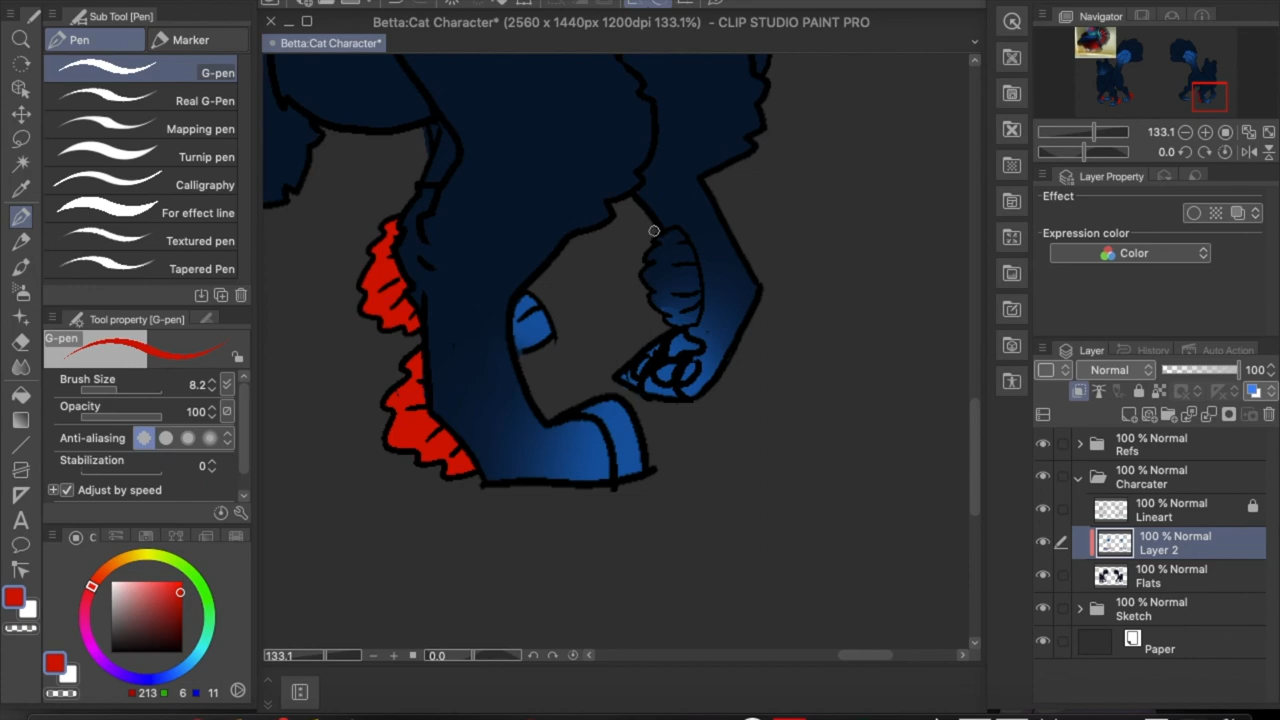 Sub Tool [Pen]
Betta:Cat Character* (2560 x 1440px 1200dpi 133.1%) - CLIP STUDIO PAINT PRO
Navigator
Pen
Marker
Betta:Cat Character*
G-pen
Real G-Pen
Mapping pen
Turnip pen
Calligraphy
For effect line
Textured pen
Tapered Pen
133.1
0.0
Layer Property
Effect
Expression color
Color
Tool property [G-pen]
G-pen
Brush Size
8.2
Opacity
100
Anti-aliasing
Stabilization
0
Adjust by speed
Layer
History
Auto Action
Normal
100
100 % Normal
Refs
100 % Normal
Charcater
100 % Normal
Lineart
100 % Normal
Layer 2
100 % Normal
Flats
100 % Normal
Sketch
Paper
C
213
6
11
133.1
0.0